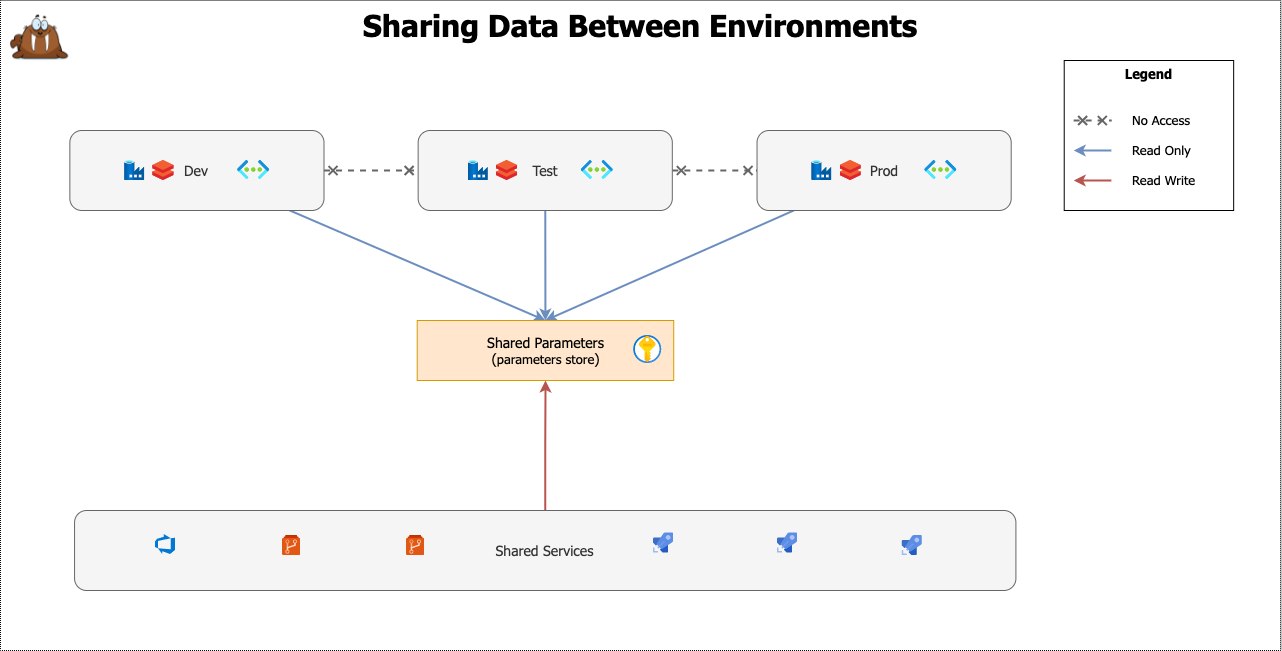 Sharing Data Between Environments
Legend
No Access
Read Only
Read Write
Dev
Test
Prod
Shared Parameters
(parameters store)
Shared Services